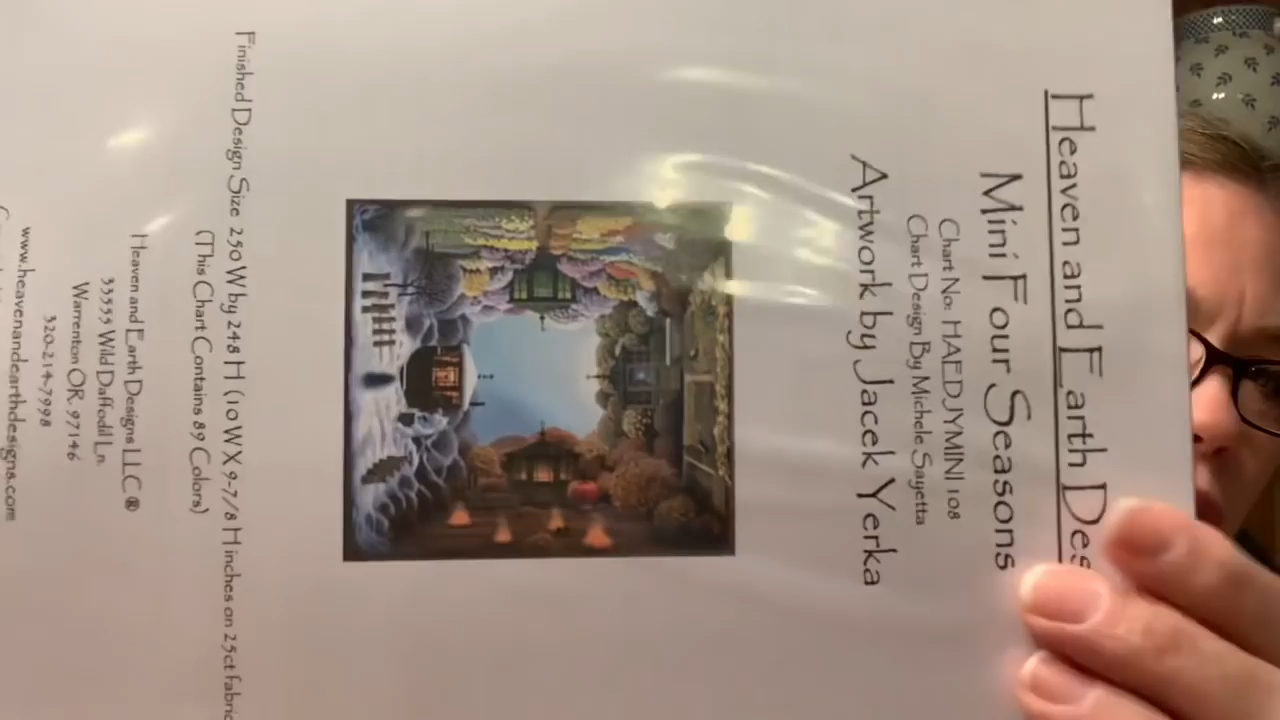 Heaven and Earth Des
Mini Four Seasons
Chart No: HAEDJYMINI 108
Chart Design By Michele Sayetta
Artwork by Jacek Yerka
Finished Design Size 250 W by 248 H (10 W X 9-7/8 H inches on 25ct fabric
(This Chart Contains 89 Colors)
Heaven and Earth Designs LLC ®
33555 Wild Daffodil Ln.
Warrenton OR. 97146
320-214-7998
www.heavenandearthdesigns.com